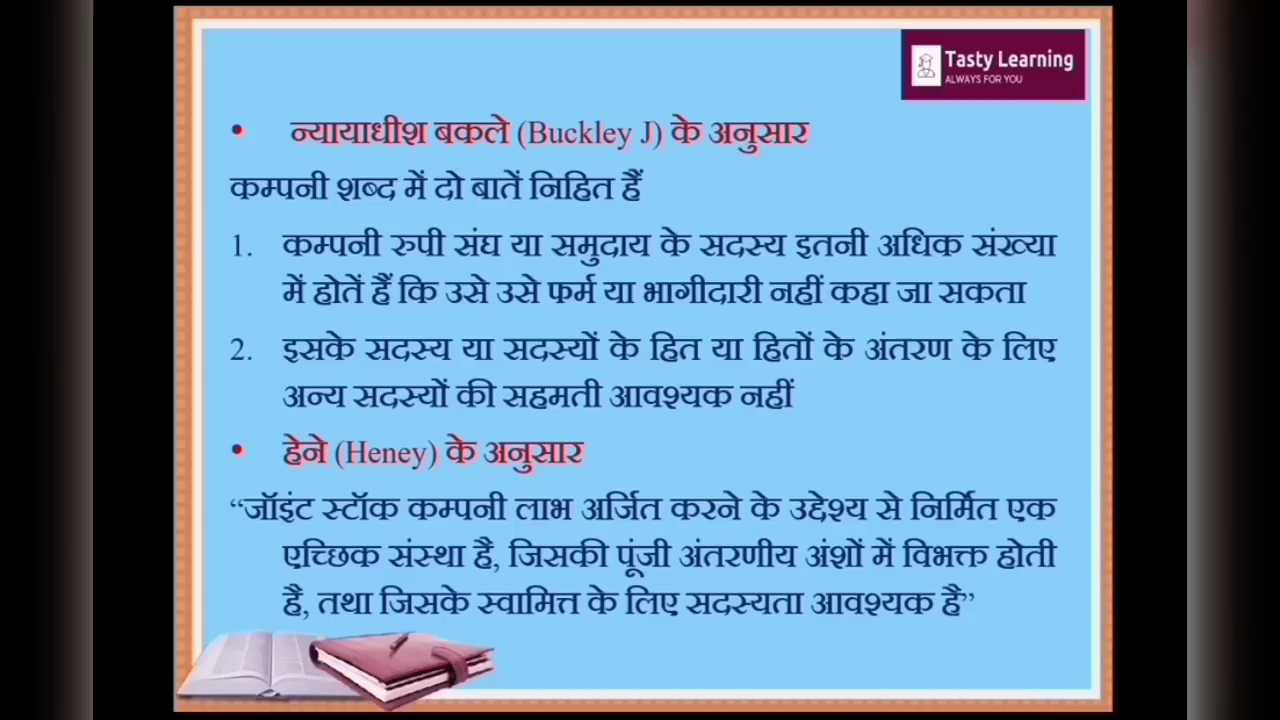 Tasty Learning
ALWAYS FOR YOU
• न्यायाधीश बकले (Buckley J) के अनुसार
कम्पनी शब्द में दो बातें निहित हैं
1. कम्पनी रुपी संघ या समुदाय के सदस्य इतनी अधिक संख्या
में होतें हैं कि उसे उसे फर्म या भागीदारी नहीं कहा जा सकता
2. इसके सदस्य या सदस्यों के हित या हितों के अंतरण के लिए
अन्य सदस्यों की सहमती आवश्यक नहीं
• हेने (Heney) के अनुसार
“जॉइंट स्टॉक कम्पनी लाभ अर्जित करने के उद्देश्य से निर्मित एक
एच्छिक संस्था है, जिसकी पूंजी अंतरणीय अंशों में विभक्त होती
है, तथा जिसके स्वामित्त के लिए सदस्यता आवश्यक है”